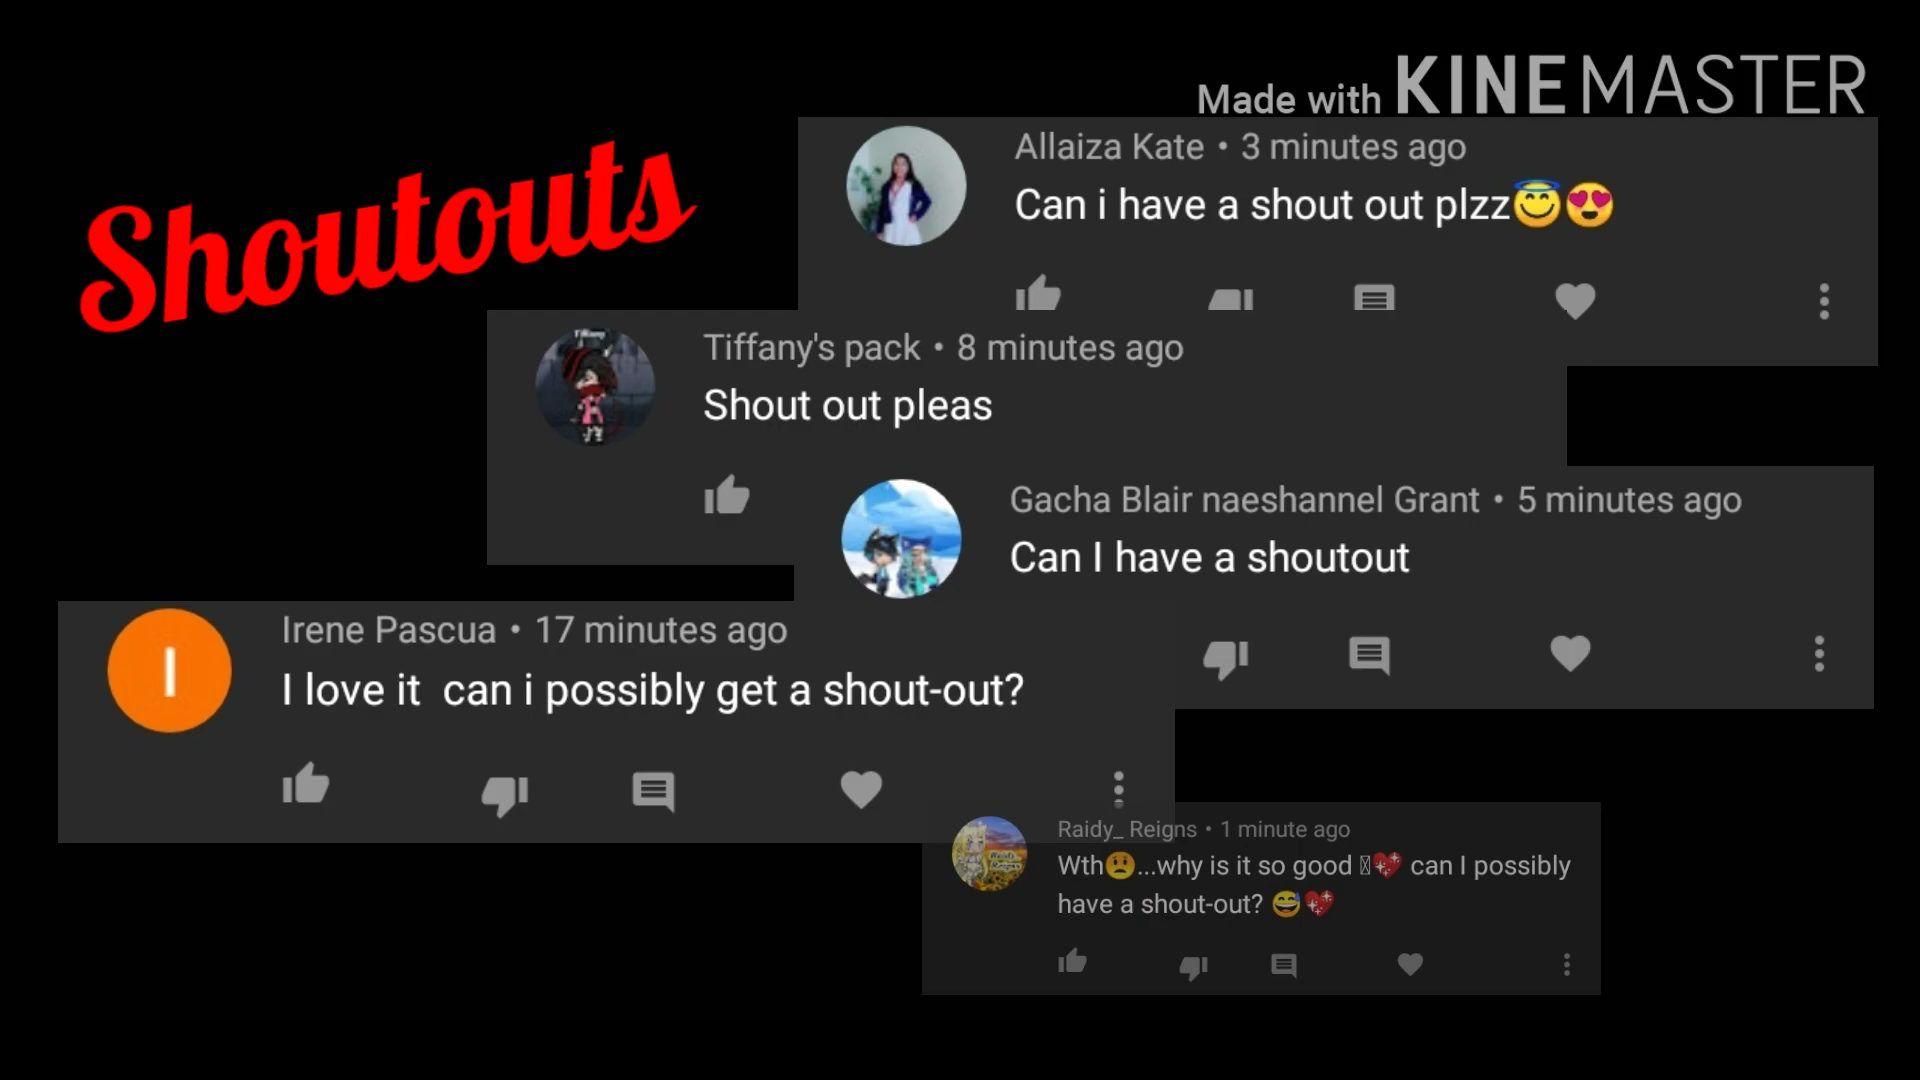 Made with KINEMASTER
Shoutouts
Allaiza Kate • 3 minutes ago
Can i have a shout out plzz😇😍
Tiffany
Tiffany's pack • 8 minutes ago
Shout out pleas
Gacha Blair naeshannel Grant • 5 minutes ago
Can I have a shoutout
I
Irene Pascua • 17 minutes ago
I love it  can i possibly get a shout-out?
Raidy_ Reigns • 1 minute ago
Raidy_
Reigns
Wth😟...why is it so good 💖 can I possibly
have a shout-out? 😅💖